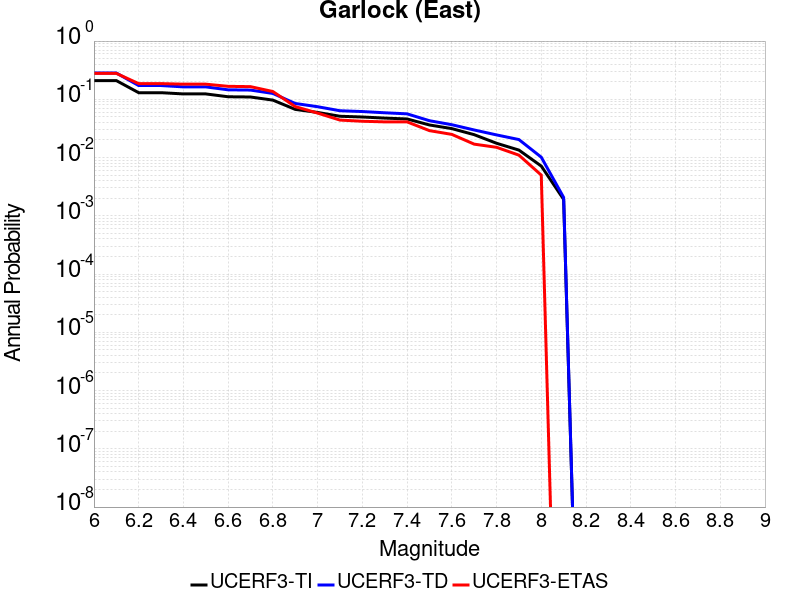 Garlock (East)
10^0
10^-1
10^-2
10^-3
10^-4
10^-5
10^-6
10^-7
10^-8
Annual Probability
6 6.2 6.4 6.6 6.8 7 7.2 7.4 7.6 7.8 8 8.2 8.4 8.6 8.8 9
Magnitude
UCERF3-TI UCERF3-TD UCERF3-ETAS